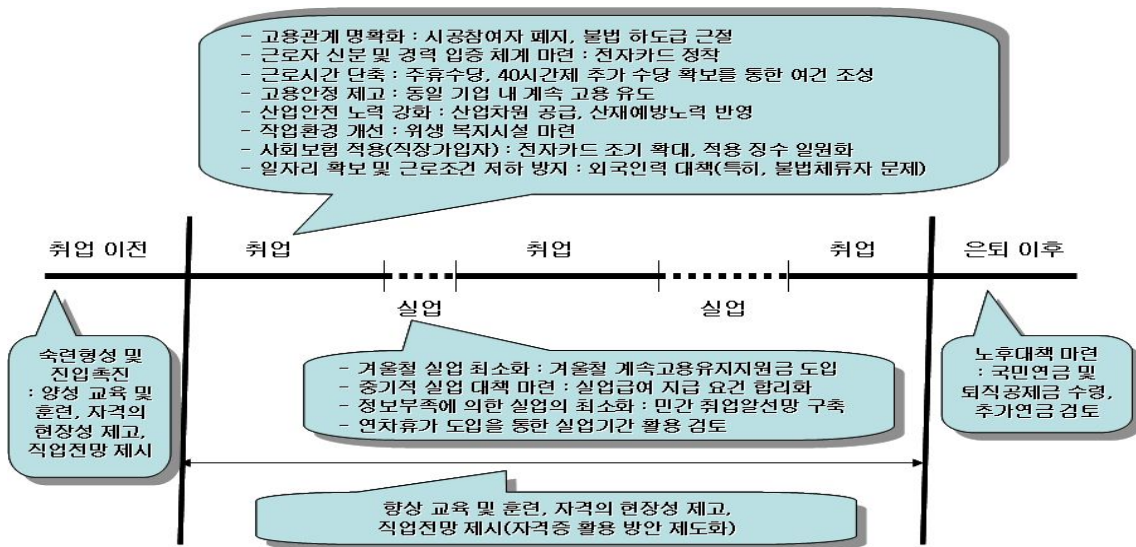 - 고용관계 명확화 : 시공참여자 폐지, 불법 하도급 근절
- 근로자 신분 및 경력 입증 체계 마련 : 전자카드 정착
- 근로시간 단축 : 주휴수당, 40시간제 추가 수당 확보를 통한 여건 조성
- 고용안정 제고 : 동일 기업 내 계속 고용 유도
- 산업안전 노력 강화 : 산업차원 공급, 산재예방노력 반영
- 작업환경 개선 : 위생 복지시설 마련
- 사회보험 적용(직장가입자) : 전자카드 조기 확대, 적용 징수 일원화
- 일자리 확보 및 근로조건 저하 방지 : 외국인력 대책(특히, 불법체류자 문제)
취업 이전
취업
취업
취업
은퇴 이후
실업
실업
숙련형성 및
진입촉진
: 양성 교육 및
훈련, 자격의
현장성 제고,
직업전망 제시
- 겨울철 실업 최소화 : 겨울철 계속고용유지지원금 도입
- 중기적 실업 대책 마련 : 실업급여 지급 요건 합리화
- 정보부족에 의한 실업의 최소화 : 민간 취업알선망 구축
- 연차휴가 도입을 통한 실업기간 활용 검토
노후대책 마련
: 국민연금 및
퇴직공제금 수령,
추가연금 검토
향상 교육 및 훈련, 자격의 현장성 제고,
직업전망 제시(자격증 활용 방안 제도화)